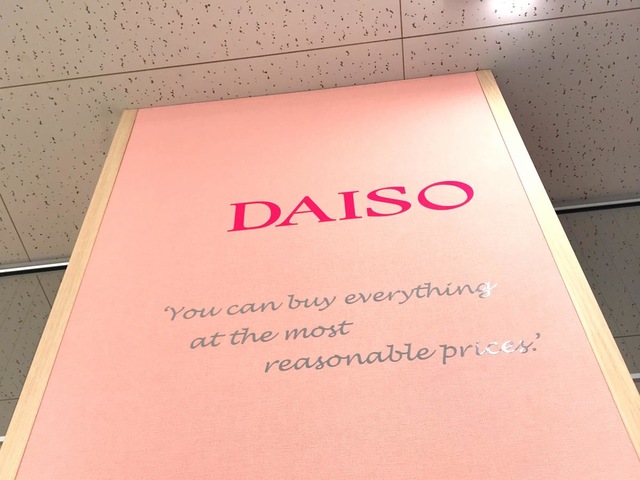 DAISO
‘You can buy everything
at the most
reasonable prices.’